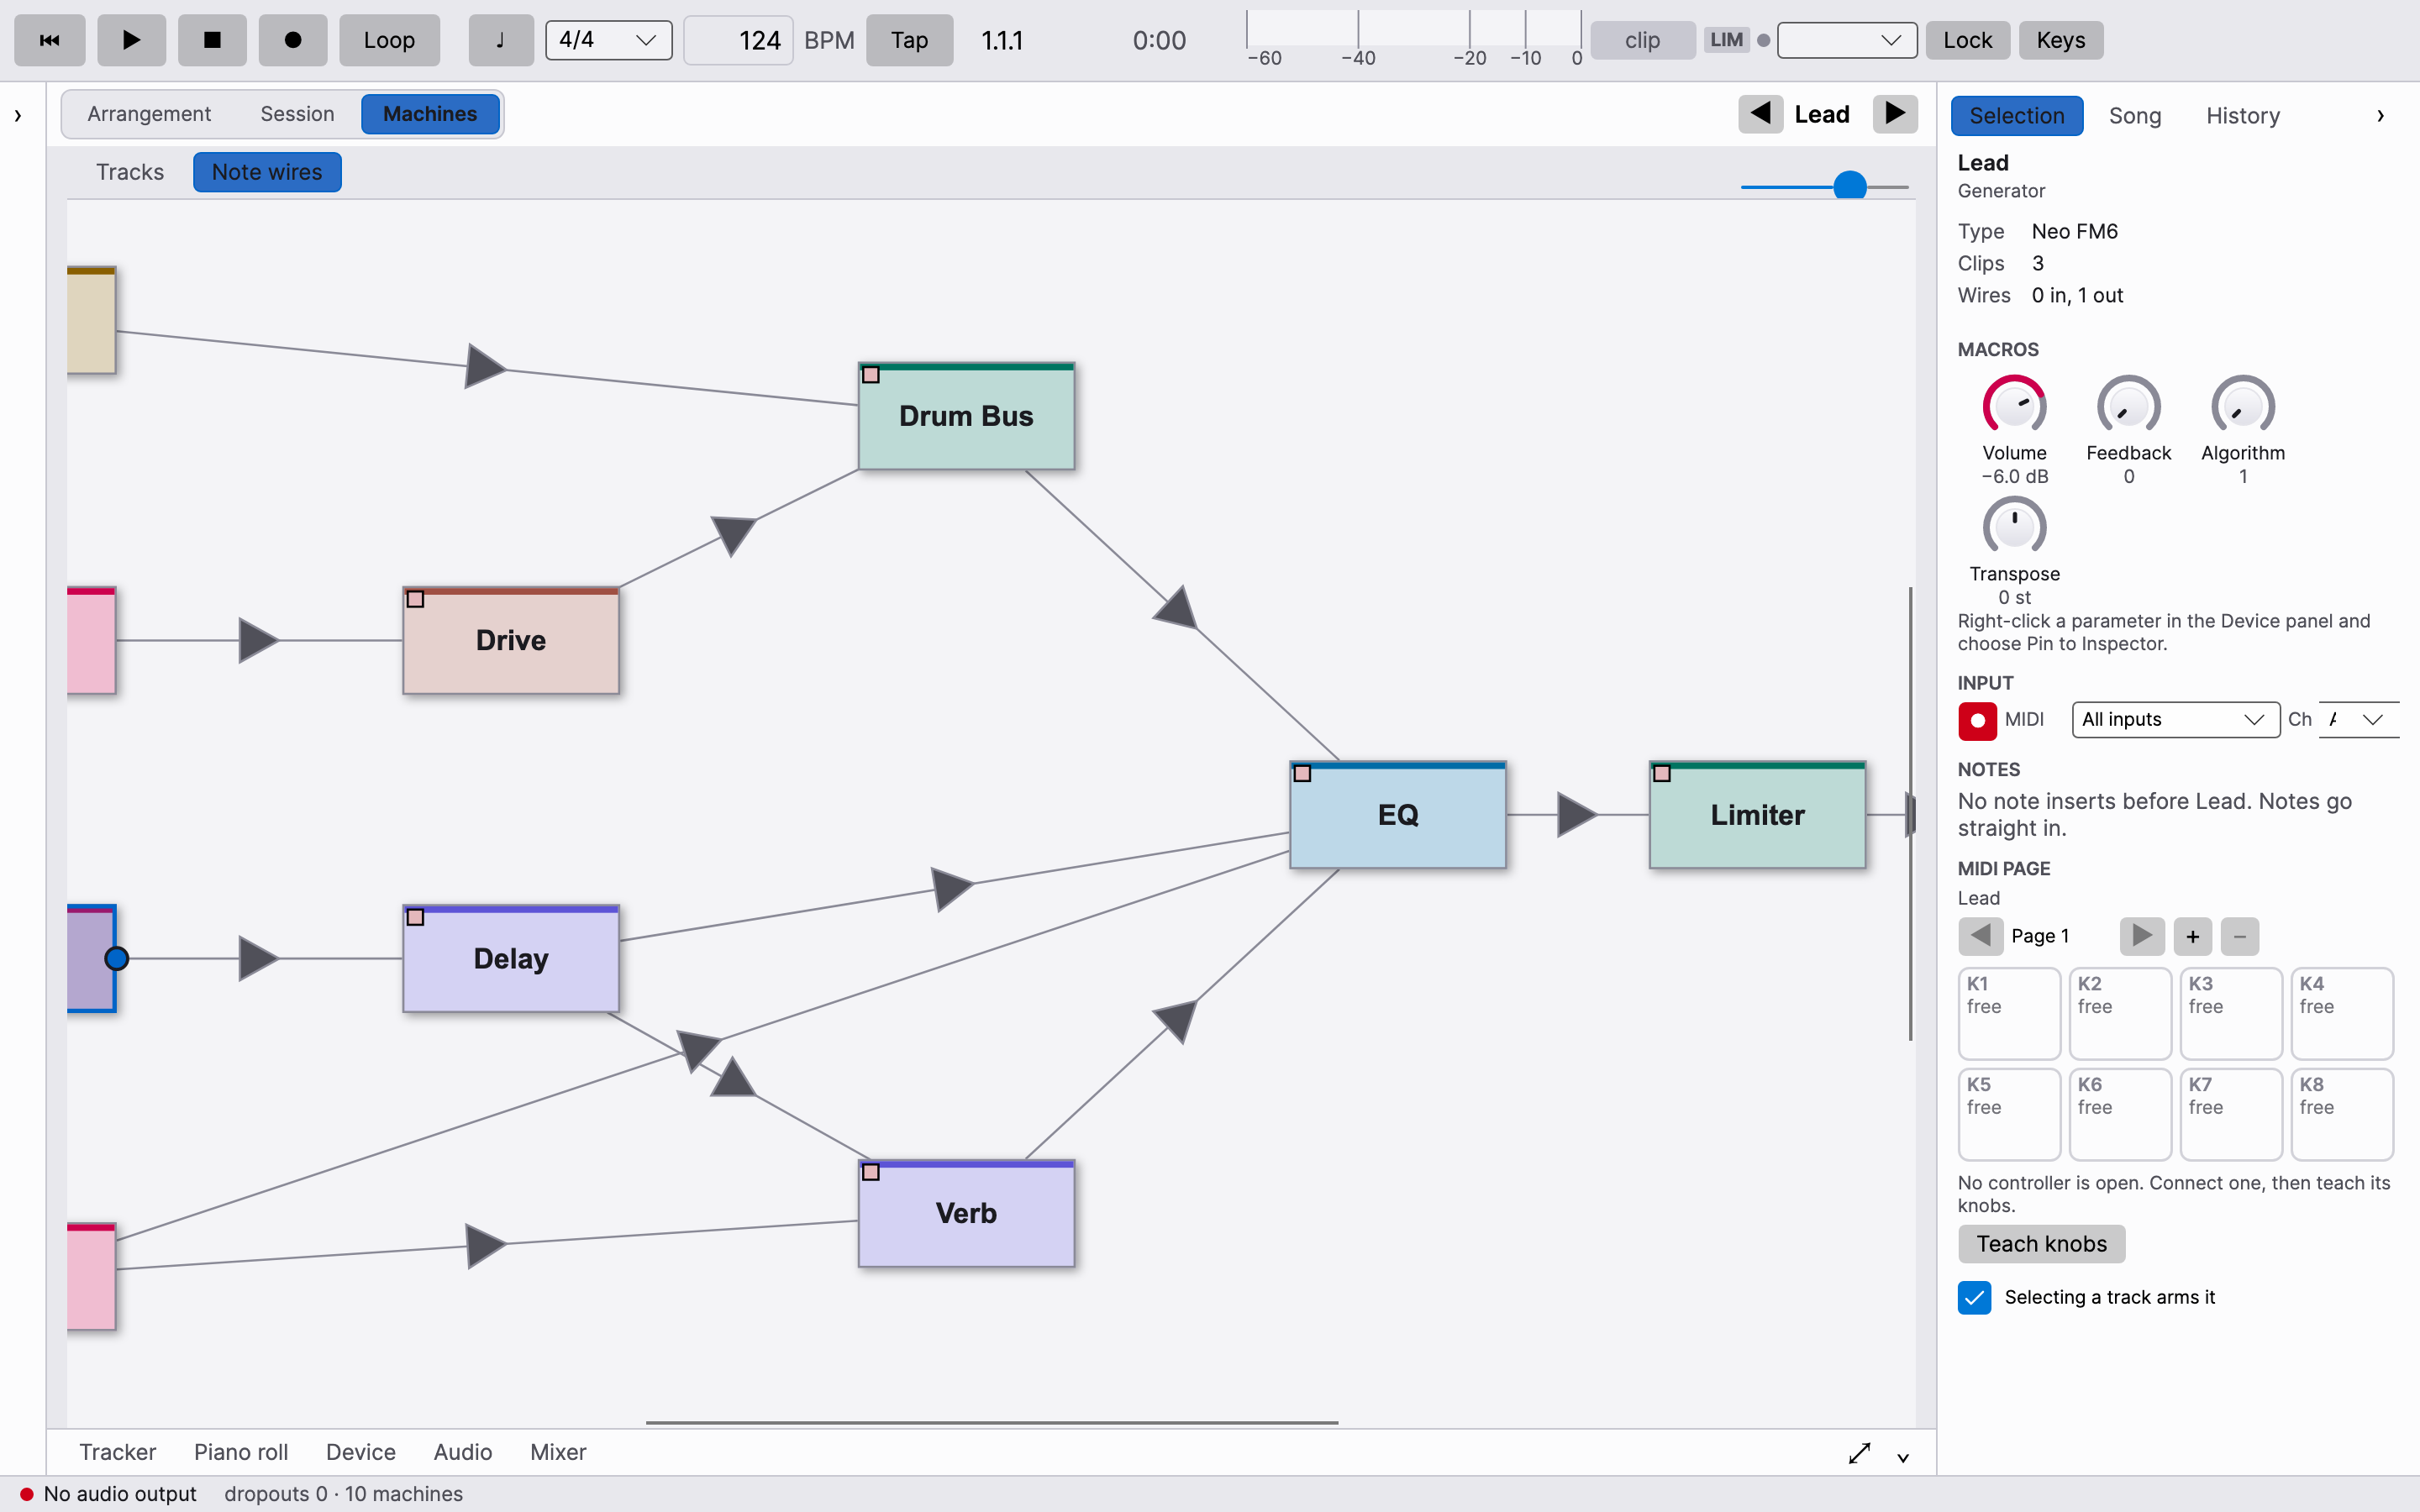 Loop
4/4
124 BPM
Tap
1.1.1
0:00
−60 −40 −20 −10 0
clip
LIM
Lock
Keys
Arrangement Session Machines
Lead
Tracks Note wires
Drum Bus
Drive
EQ
Limiter
Delay
Verb
Selection Song History
Lead
Generator
Type Neo FM6
Clips 3
Wires 0 in, 1 out
MACROS
Volume Feedback Algorithm
−6.0 dB 0 1
Transpose
0 st
Right-click a parameter in the Device panel and
choose Pin to Inspector.
INPUT
MIDI All inputs Ch
NOTES
No note inserts before Lead. Notes go
straight in.
MIDI PAGE
Lead
Page 1 + −
K1 K2 K3 K4
free free free free
K5 K6 K7 K8
free free free free
No controller is open. Connect one, then teach its
knobs.
Teach knobs
Selecting a track arms it
Tracker Piano roll Device Audio Mixer
No audio output dropouts 0 · 10 machines